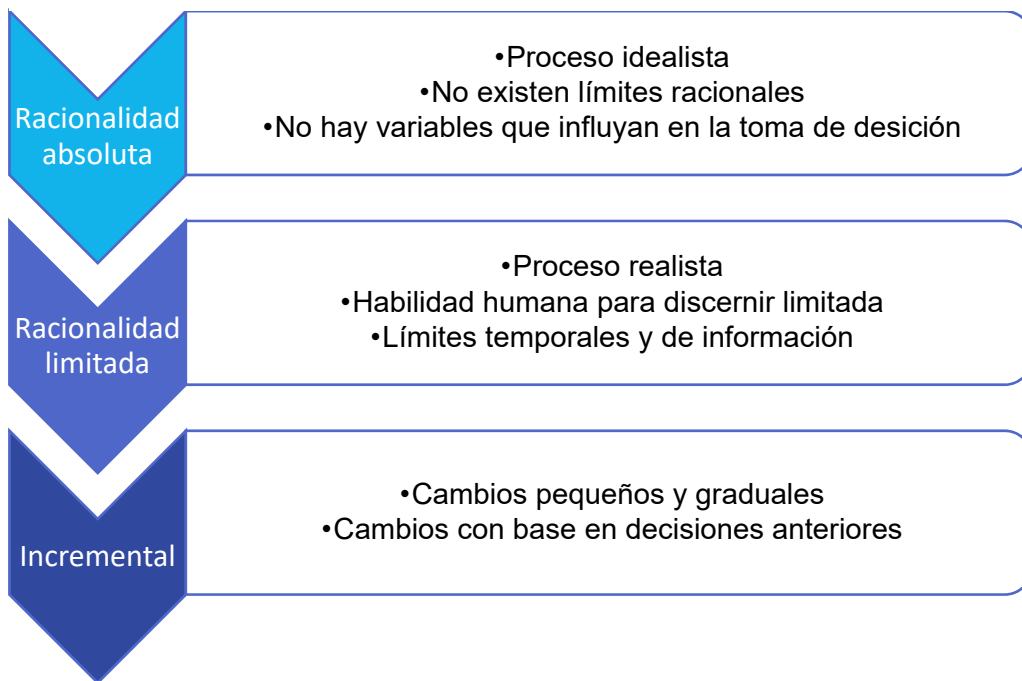 Racionalidad
absoluta
•Proceso idealista
•No existen límites racionales
•No hay variables que influyan en la toma de desición
Racionalidad
limitada
•Proceso realista
•Habilidad humana para discernir limitada
•Límites temporales y de información
Incremental
•Cambios pequeños y graduales
•Cambios con base en decisiones anteriores